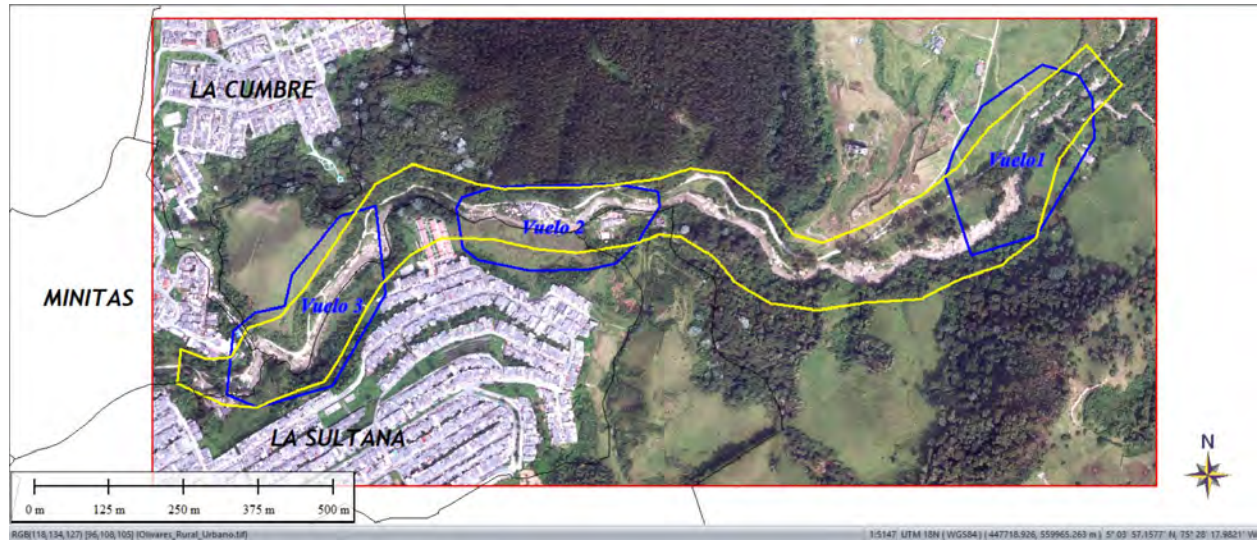 LA CUMBRE
Vuelo1
Vuelo 2
MINITAS
Vuelo 3
LA SULTANA
N
0 m 125 m 250 m 375 m 500 m
RGB(118,134,127) [96,108,105] (Olivares_Rural_Urbano.tif)
1:5147 UTM 18N ( WGS84 ) ( 447718.926, 559965.263 m ) 5° 03' 57.1577" N, 75° 28' 17.9821" W